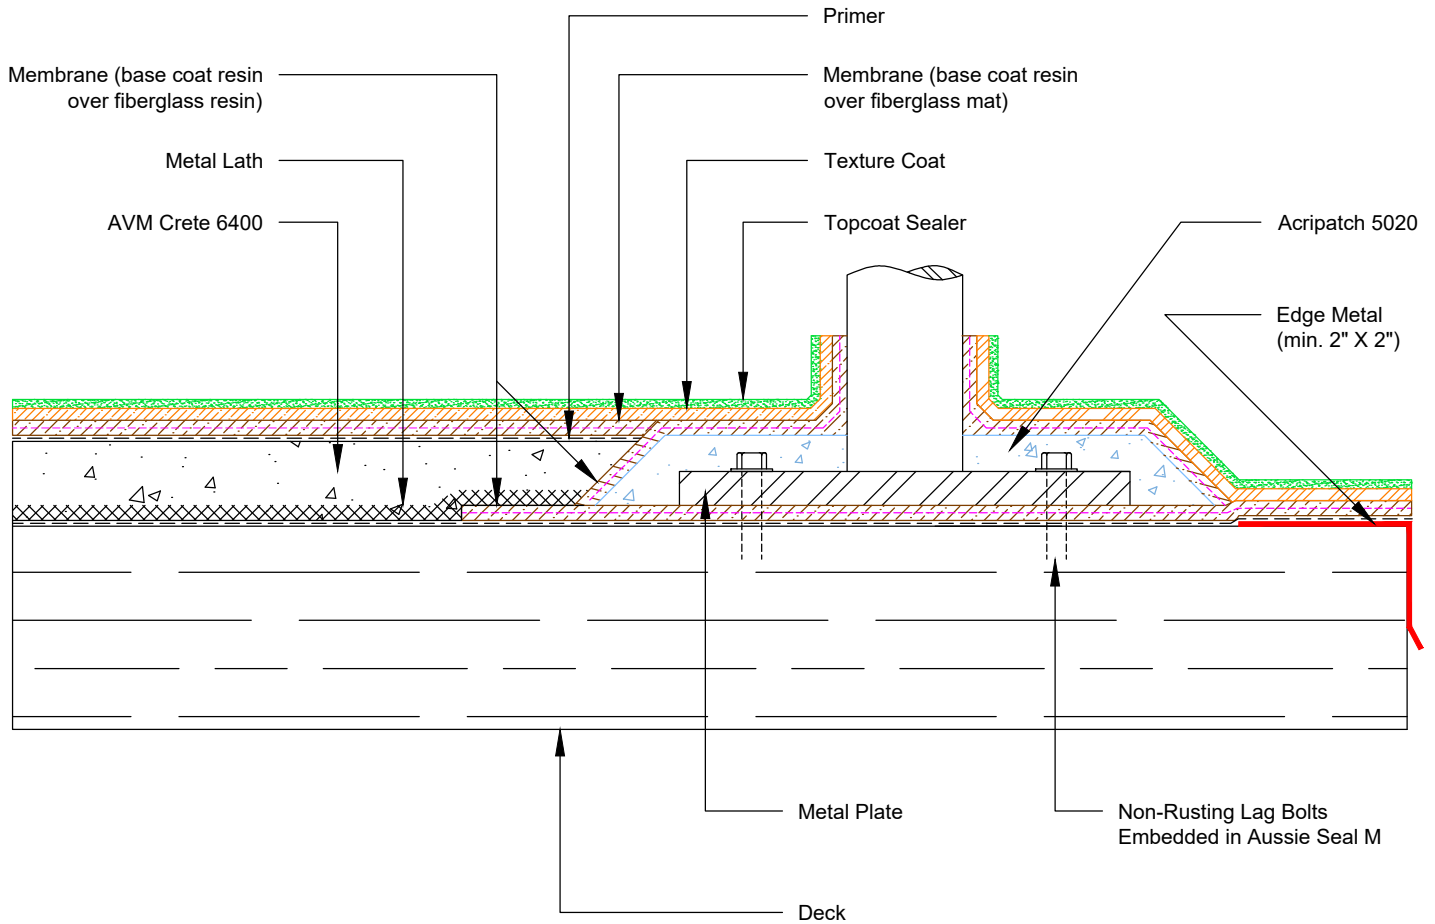 Primer
Membrane (base coat resin
over fiberglass resin)
Membrane (base coat resin
over fiberglass mat)
Metal Lath
Texture Coat
AVM Crete 6400
Topcoat Sealer
Acripatch 5020
Edge Metal
(min. 2" X 2")
Metal Plate
Non-Rusting Lag Bolts
Embedded in Aussie Seal M
Deck